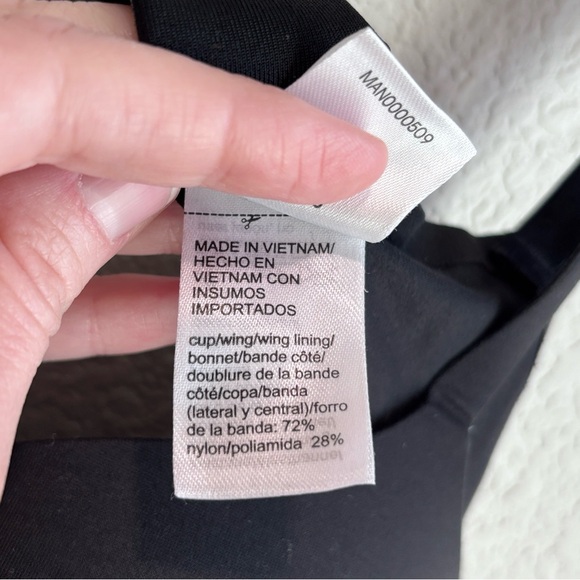 MAN0000509
MADE IN VIETNAM/
HECHO EN
VIETNAM CON
INSUMOS
IMPORTADOS
cup/wing/wing lining/
bonnet/bande côté/
doublure de la bande
côté/copa/banda
(lateral y central)/forro
de la banda: 72%
nylon/poliamida 28%